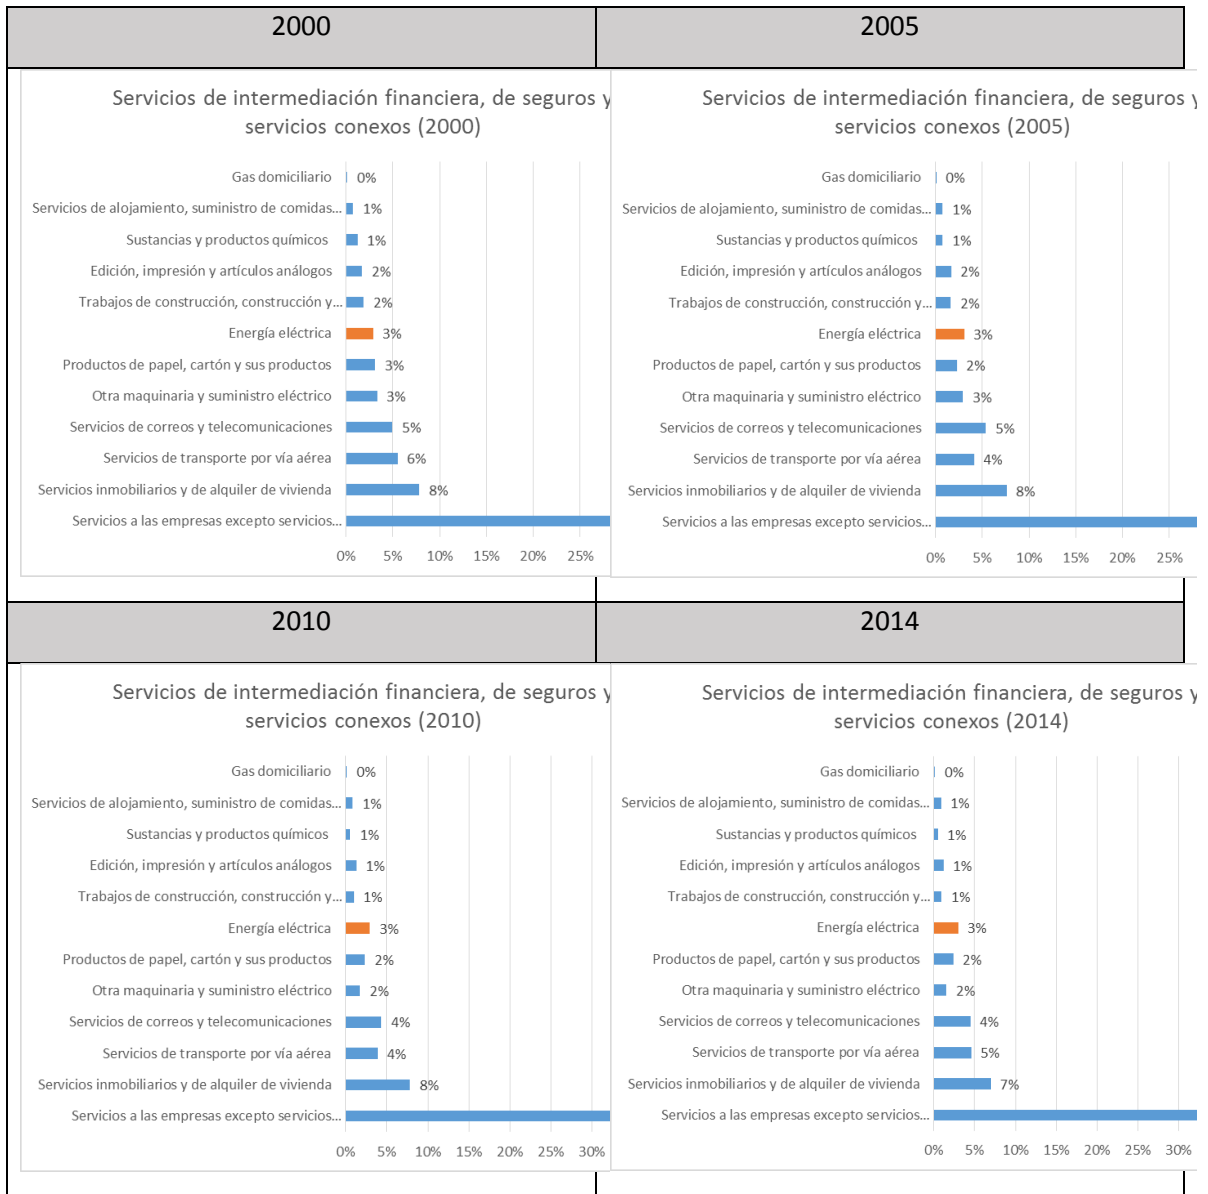 2000
2005
Servicios de intermediación financiera, de seguros y
servicios conexos (2000)
Gas domiciliario 0%
Servicios de alojamiento, suministro de comidas... 1%
Sustancias y productos químicos 1%
Edición, impresión y artículos análogos 2%
Trabajos de construcción, construcción y... 2%
Energía eléctrica 3%
Productos de papel, cartón y sus productos 3%
Otra maquinaria y suministro eléctrico 3%
Servicios de correos y telecomunicaciones 5%
Servicios de transporte por vía aérea 6%
Servicios inmobiliarios y de alquiler de vivienda 8%
Servicios a las empresas excepto servicios...
0% 5% 10% 15% 20% 25%
Servicios de intermediación financiera, de seguros y
servicios conexos (2005)
Gas domiciliario 0%
Servicios de alojamiento, suministro de comidas... 1%
Sustancias y productos químicos 1%
Edición, impresión y artículos análogos 2%
Trabajos de construcción, construcción y... 2%
Energía eléctrica 3%
Productos de papel, cartón y sus productos 2%
Otra maquinaria y suministro eléctrico 3%
Servicios de correos y telecomunicaciones 5%
Servicios de transporte por vía aérea 4%
Servicios inmobiliarios y de alquiler de vivienda 8%
Servicios a las empresas excepto servicios...
0% 5% 10% 15% 20% 25%
2010
2014
Servicios de intermediación financiera, de seguros y
servicios conexos (2010)
Gas domiciliario 0%
Servicios de alojamiento, suministro de comidas... 1%
Sustancias y productos químicos 1%
Edición, impresión y artículos análogos 1%
Trabajos de construcción, construcción y... 1%
Energía eléctrica 3%
Productos de papel, cartón y sus productos 2%
Otra maquinaria y suministro eléctrico 2%
Servicios de correos y telecomunicaciones 4%
Servicios de transporte por vía aérea 4%
Servicios inmobiliarios y de alquiler de vivienda 8%
Servicios a las empresas excepto servicios...
0% 5% 10% 15% 20% 25% 30%
Servicios de intermediación financiera, de seguros y
servicios conexos (2014)
Gas domiciliario 0%
Servicios de alojamiento, suministro de comidas... 1%
Sustancias y productos químicos 1%
Edición, impresión y artículos análogos 1%
Trabajos de construcción, construcción y... 1%
Energía eléctrica 3%
Productos de papel, cartón y sus productos 2%
Otra maquinaria y suministro eléctrico 2%
Servicios de correos y telecomunicaciones 4%
Servicios de transporte por vía aérea 5%
Servicios inmobiliarios y de alquiler de vivienda 7%
Servicios a las empresas excepto servicios...
0% 5% 10% 15% 20% 25% 30%